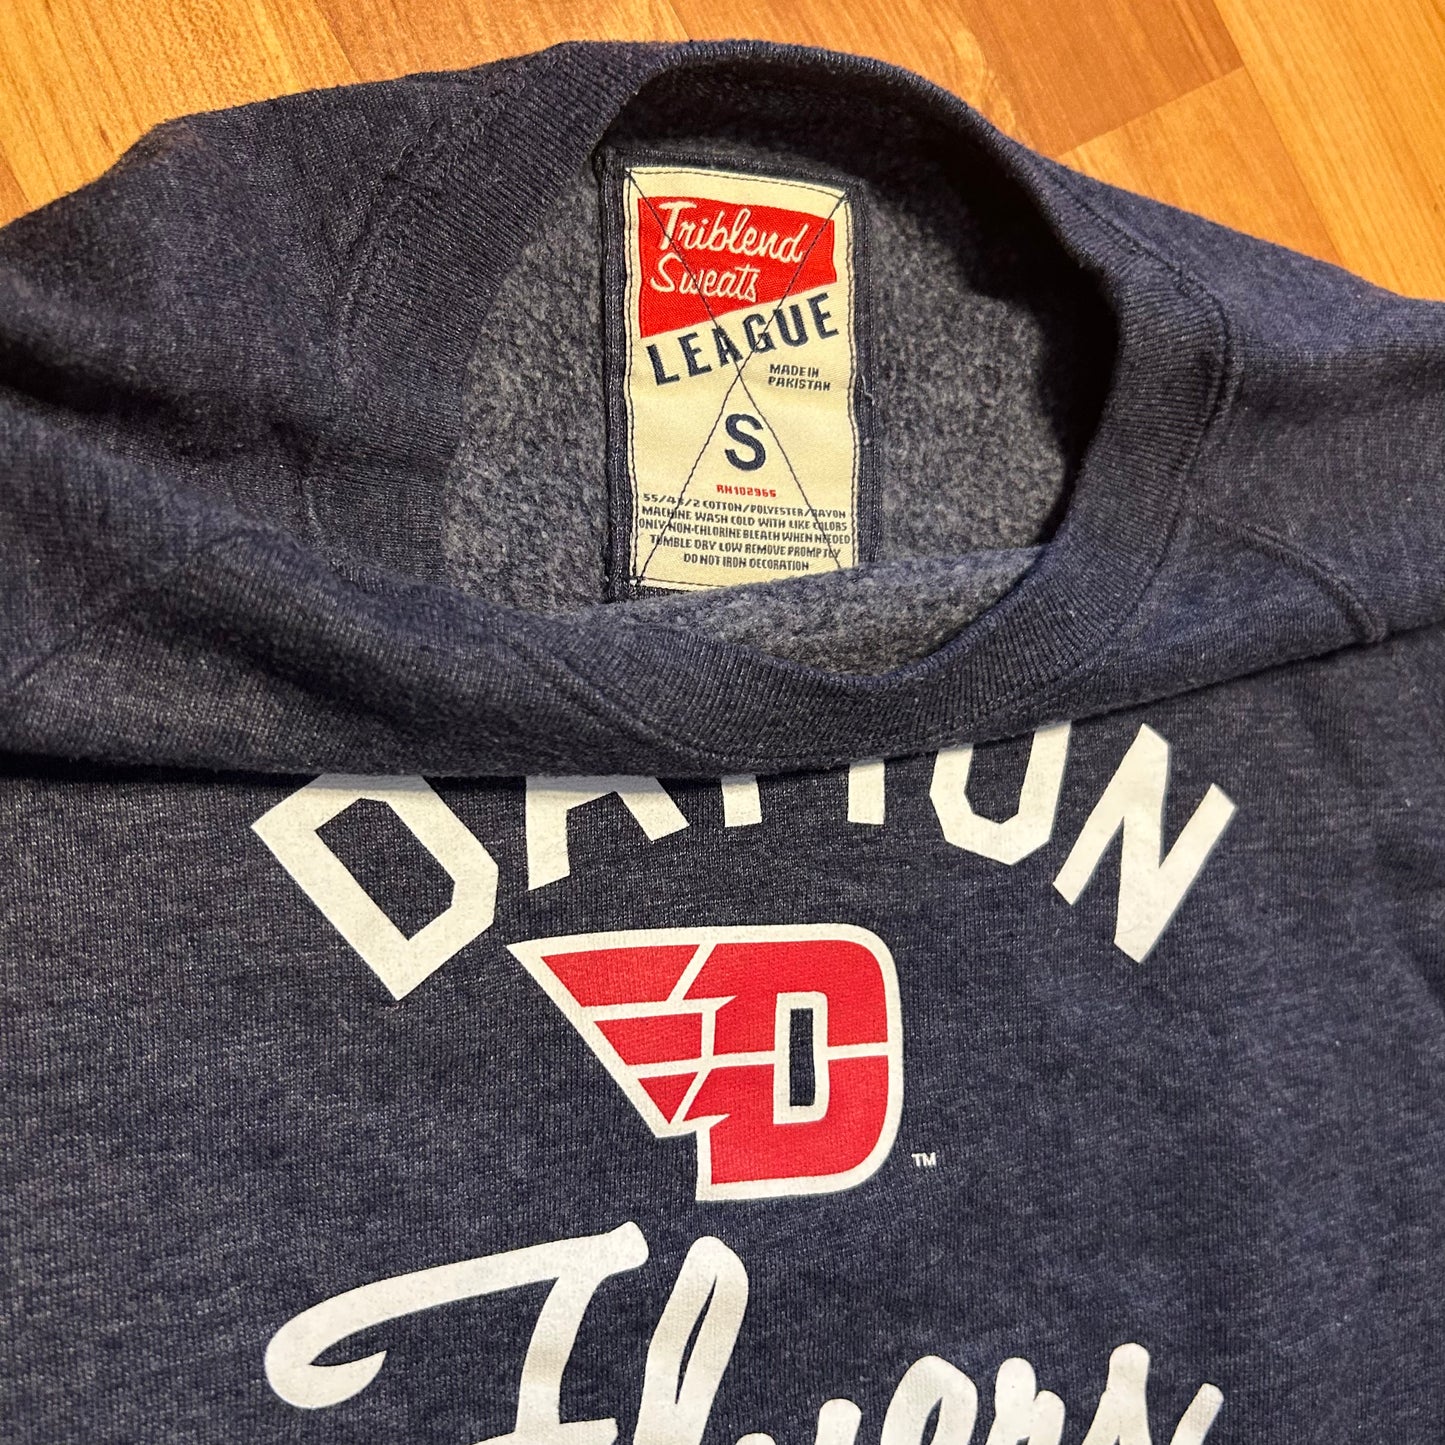 Triblend
Sweats
LEAGUE
MADE IN
PAKISTAN
S
RN102965
55/43/2 COTTON/POLYESTER/RAYON
MACHINE WASH COLD WITH LIKE COLORS
ONLY NON-CHLORINE BLEACH WHEN NEEDED
TUMBLE DRY LOW REMOVE PROMPTLY
DO NOT IRON DECORATION
DAYTON
D
TM
Flyers